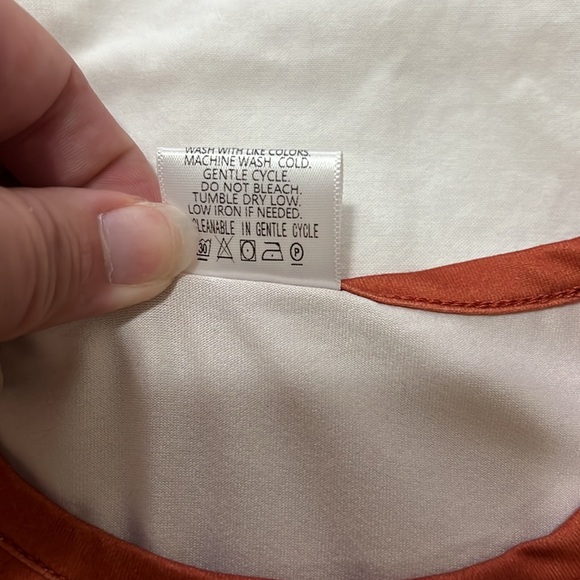 WASH WITH LIKE COLORS.
MACHINE WASH COLD.
GENTLE CYCLE.
DO NOT BLEACH.
TUMBLE DRY LOW.
LOW IRON IF NEEDED.
CLEANABLE IN GENTLE CYCLE
30 P